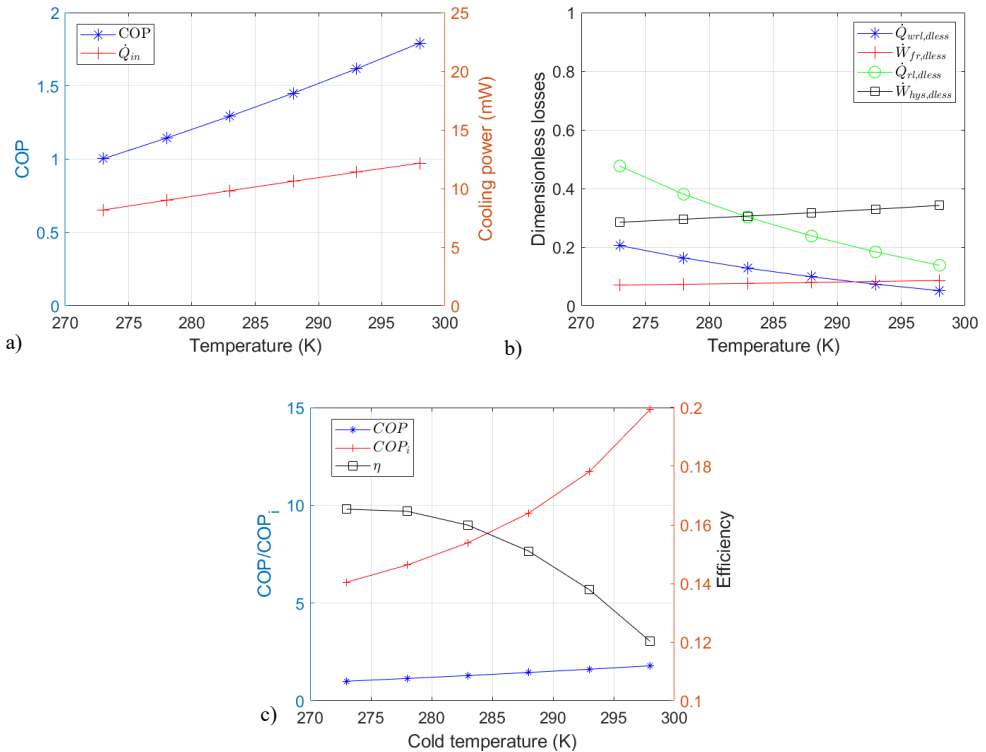 2
1.5
1
0.5
0
COP
COP
Q̇in
25
20
15
10
5
0
Cooling power (mW)
270 275 280 285 290 295 300
Temperature (K)
a)
1
0.8
0.6
0.4
0.2
0
Dimensionless losses
Q̇wrl,dless
Ẇfr,dless
Q̇rl,dless
Ẇhys,dless
270 275 280 285 290 295 300
Temperature (K)
b)
15
10
5
0
COP/COPi
COP
COPi
η
0.2
0.18
0.16
0.14
0.12
0.1
Efficiency
270 275 280 285 290 295 300
Cold temperature (K)
c)